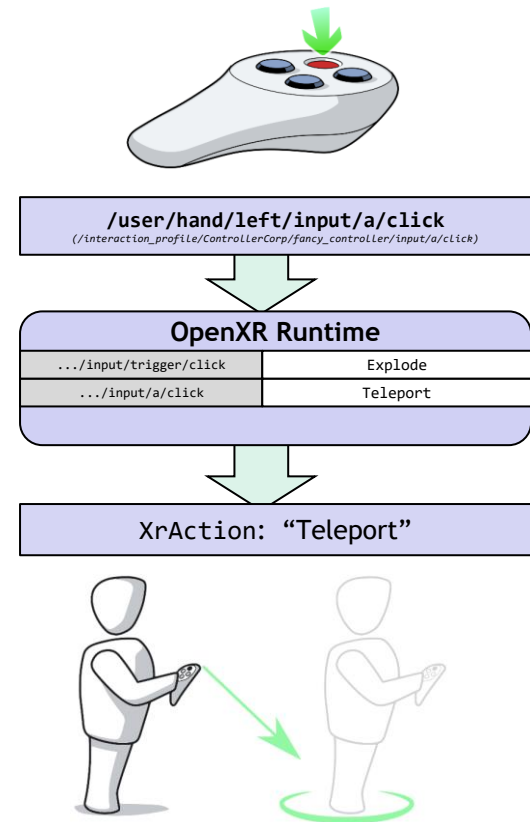 /user/hand/left/input/a/click
(/interaction_profile/ControllerCorp/fancy_controller/input/a/click)
OpenXR Runtime
.../input/trigger/click Explode
.../input/a/click Teleport
XrAction: “Teleport”